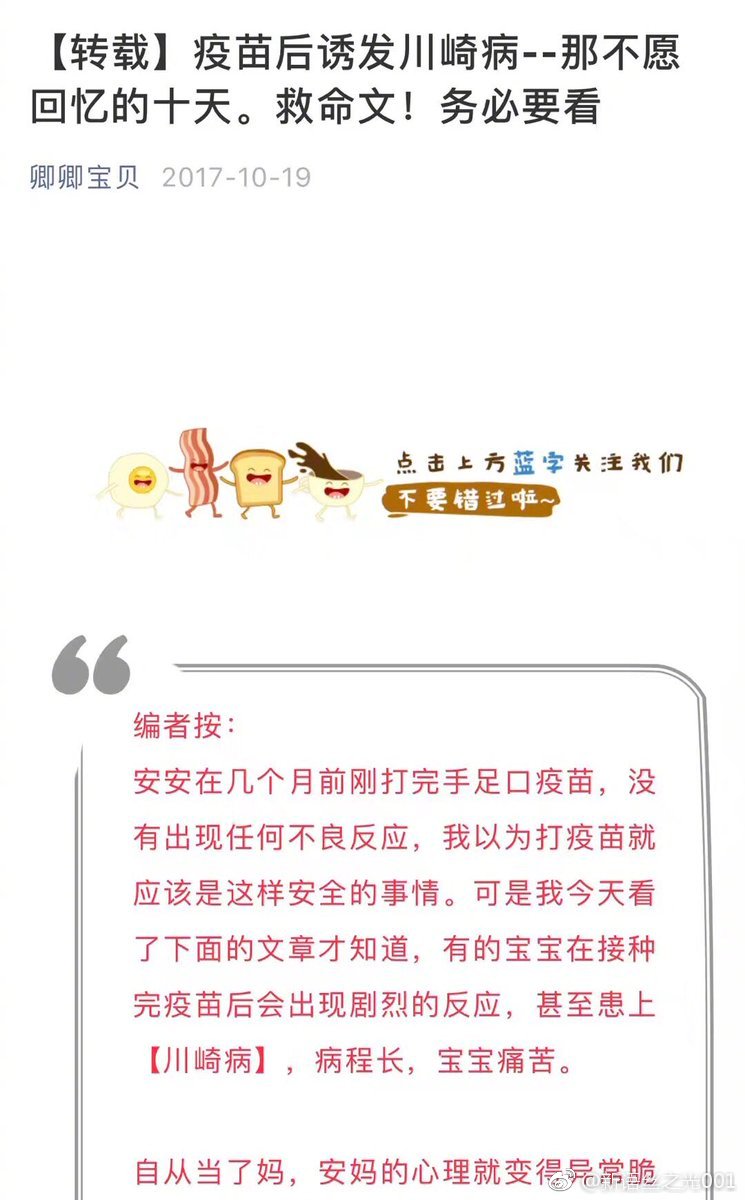 【转载】疫苗后诱发川崎病--那不愿
回忆的十天。救命文！务必要看
卿卿宝贝 2017-10-19
点击上方蓝字关注我们
不要错过啦~
编者按：
安安在几个月前刚打完手足口疫苗，没
有出现任何不良反应，我以为打疫苗就
应该是这样安全的事情。可是我今天看
了下面的文章才知道，有的宝宝在接种
完疫苗后会出现剧烈的反应，甚至患上
【川崎病】，病程长，宝宝痛苦。
自从当了妈，安妈的心理就变得异常脆
@新语丝之光001